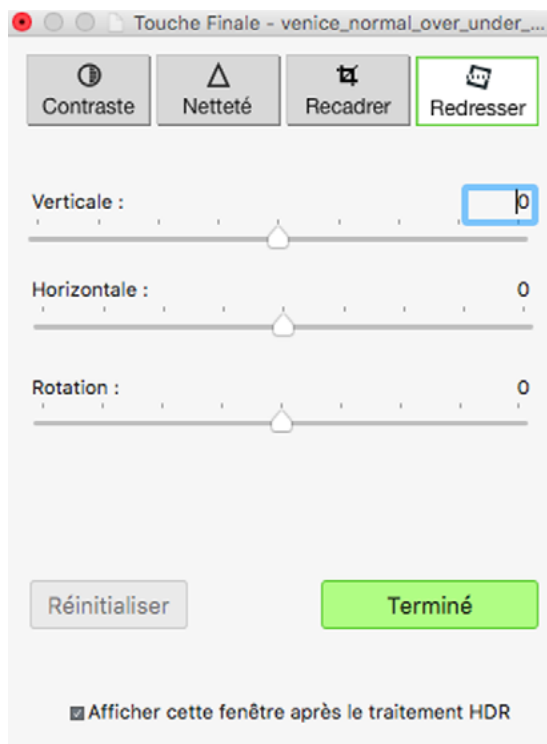 Touche Finale - venice_normal_over_under_...
Contraste Netteté Recadrer Redresser
Verticale : 0
Horizontale : 0
Rotation : 0
Réinitialiser Terminé
Afficher cette fenêtre après le traitement HDR